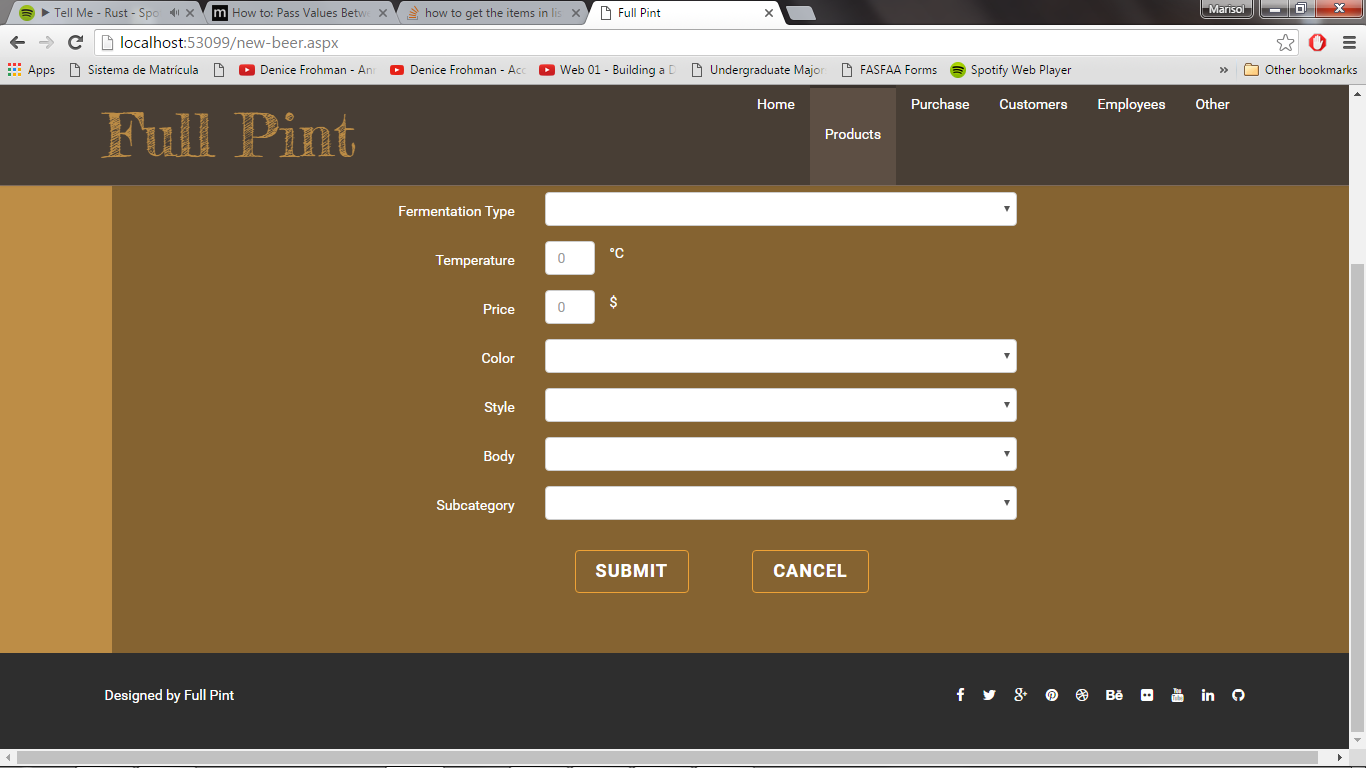 Tell Me - Rust - Spo
How to: Pass Values Betwe
how to get the items in lis
Full Pint
Marisol
localhost:53099/new-beer.aspx
Apps
Sistema de Matrícula
Denice Frohman - Ann
Denice Frohman - Acc
Web 01 - Building a D
Undergraduate Major
FASFAA Forms
Spotify Web Player
»
Other bookmarks
Full Pint
Home
Products
Purchase
Customers
Employees
Other
Fermentation Type
Temperature 0 °C
Price 0 $
Color
Style
Body
Subcategory
SUBMIT CANCEL
Designed by Full Pint